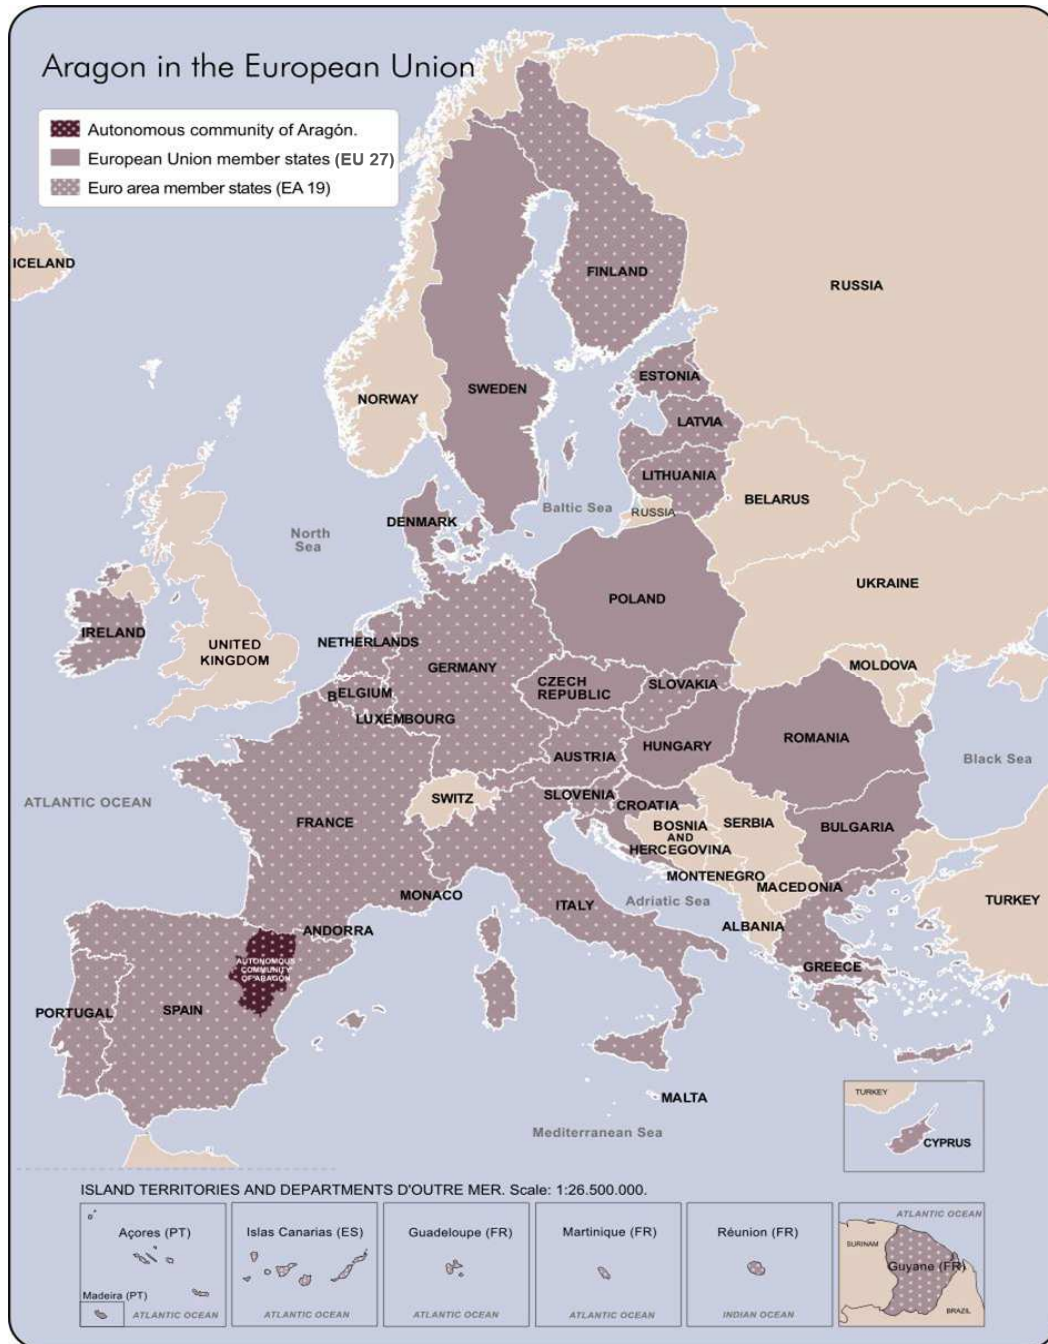 Aragon in the European Union
Autonomous community of Aragón.
European Union member states (EU 27)
Euro area member states (EA 19)
ICELAND
FINLAND
RUSSIA
ESTONIA
SWEDEN
NORWAY
LATVIA
LITHUANIA
BELARUS
Baltic Sea
RUSSIA
DENMARK
North
Sea
UKRAINE
POLAND
IRELAND
UNITED
KINGDOM
NETHERLANDS
GERMANY
MOLDOVA
CZECH
REPUBLIC
SLOVAKIA
BELGIUM
LUXEMBOURG
ROMANIA
HUNGARY
AUSTRIA
Black Sea
SLOVENIA
SWITZ
ATLANTIC OCEAN
CROATIA
FRANCE
BOSNIA
AND
HERCEGOVINA
SERBIA
BULGARIA
MONTENEGRO
MACEDONIA
MONACO
ITALY
Adriatic Sea
TURKEY
ALBANIA
ANDORRA
AUTONOMOUS
COMMUNITY
OF ARAGÓN
GREECE
PORTUGAL
SPAIN
MALTA
TURKEY
CYPRUS
Mediterranean Sea
ISLAND TERRITORIES AND DEPARTMENTS D'OUTRE MER. Scale: 1:26.500.000.
Açores (PT)
Madeira (PT)
ATLANTIC OCEAN
Islas Canarias (ES)
ATLANTIC OCEAN
Guadeloupe (FR)
ATLANTIC OCEAN
Martinique (FR)
ATLANTIC OCEAN
Réunion (FR)
INDIAN OCEAN
ATLANTIC OCEAN
SURINAM
Guyane (FR)
BRAZIL